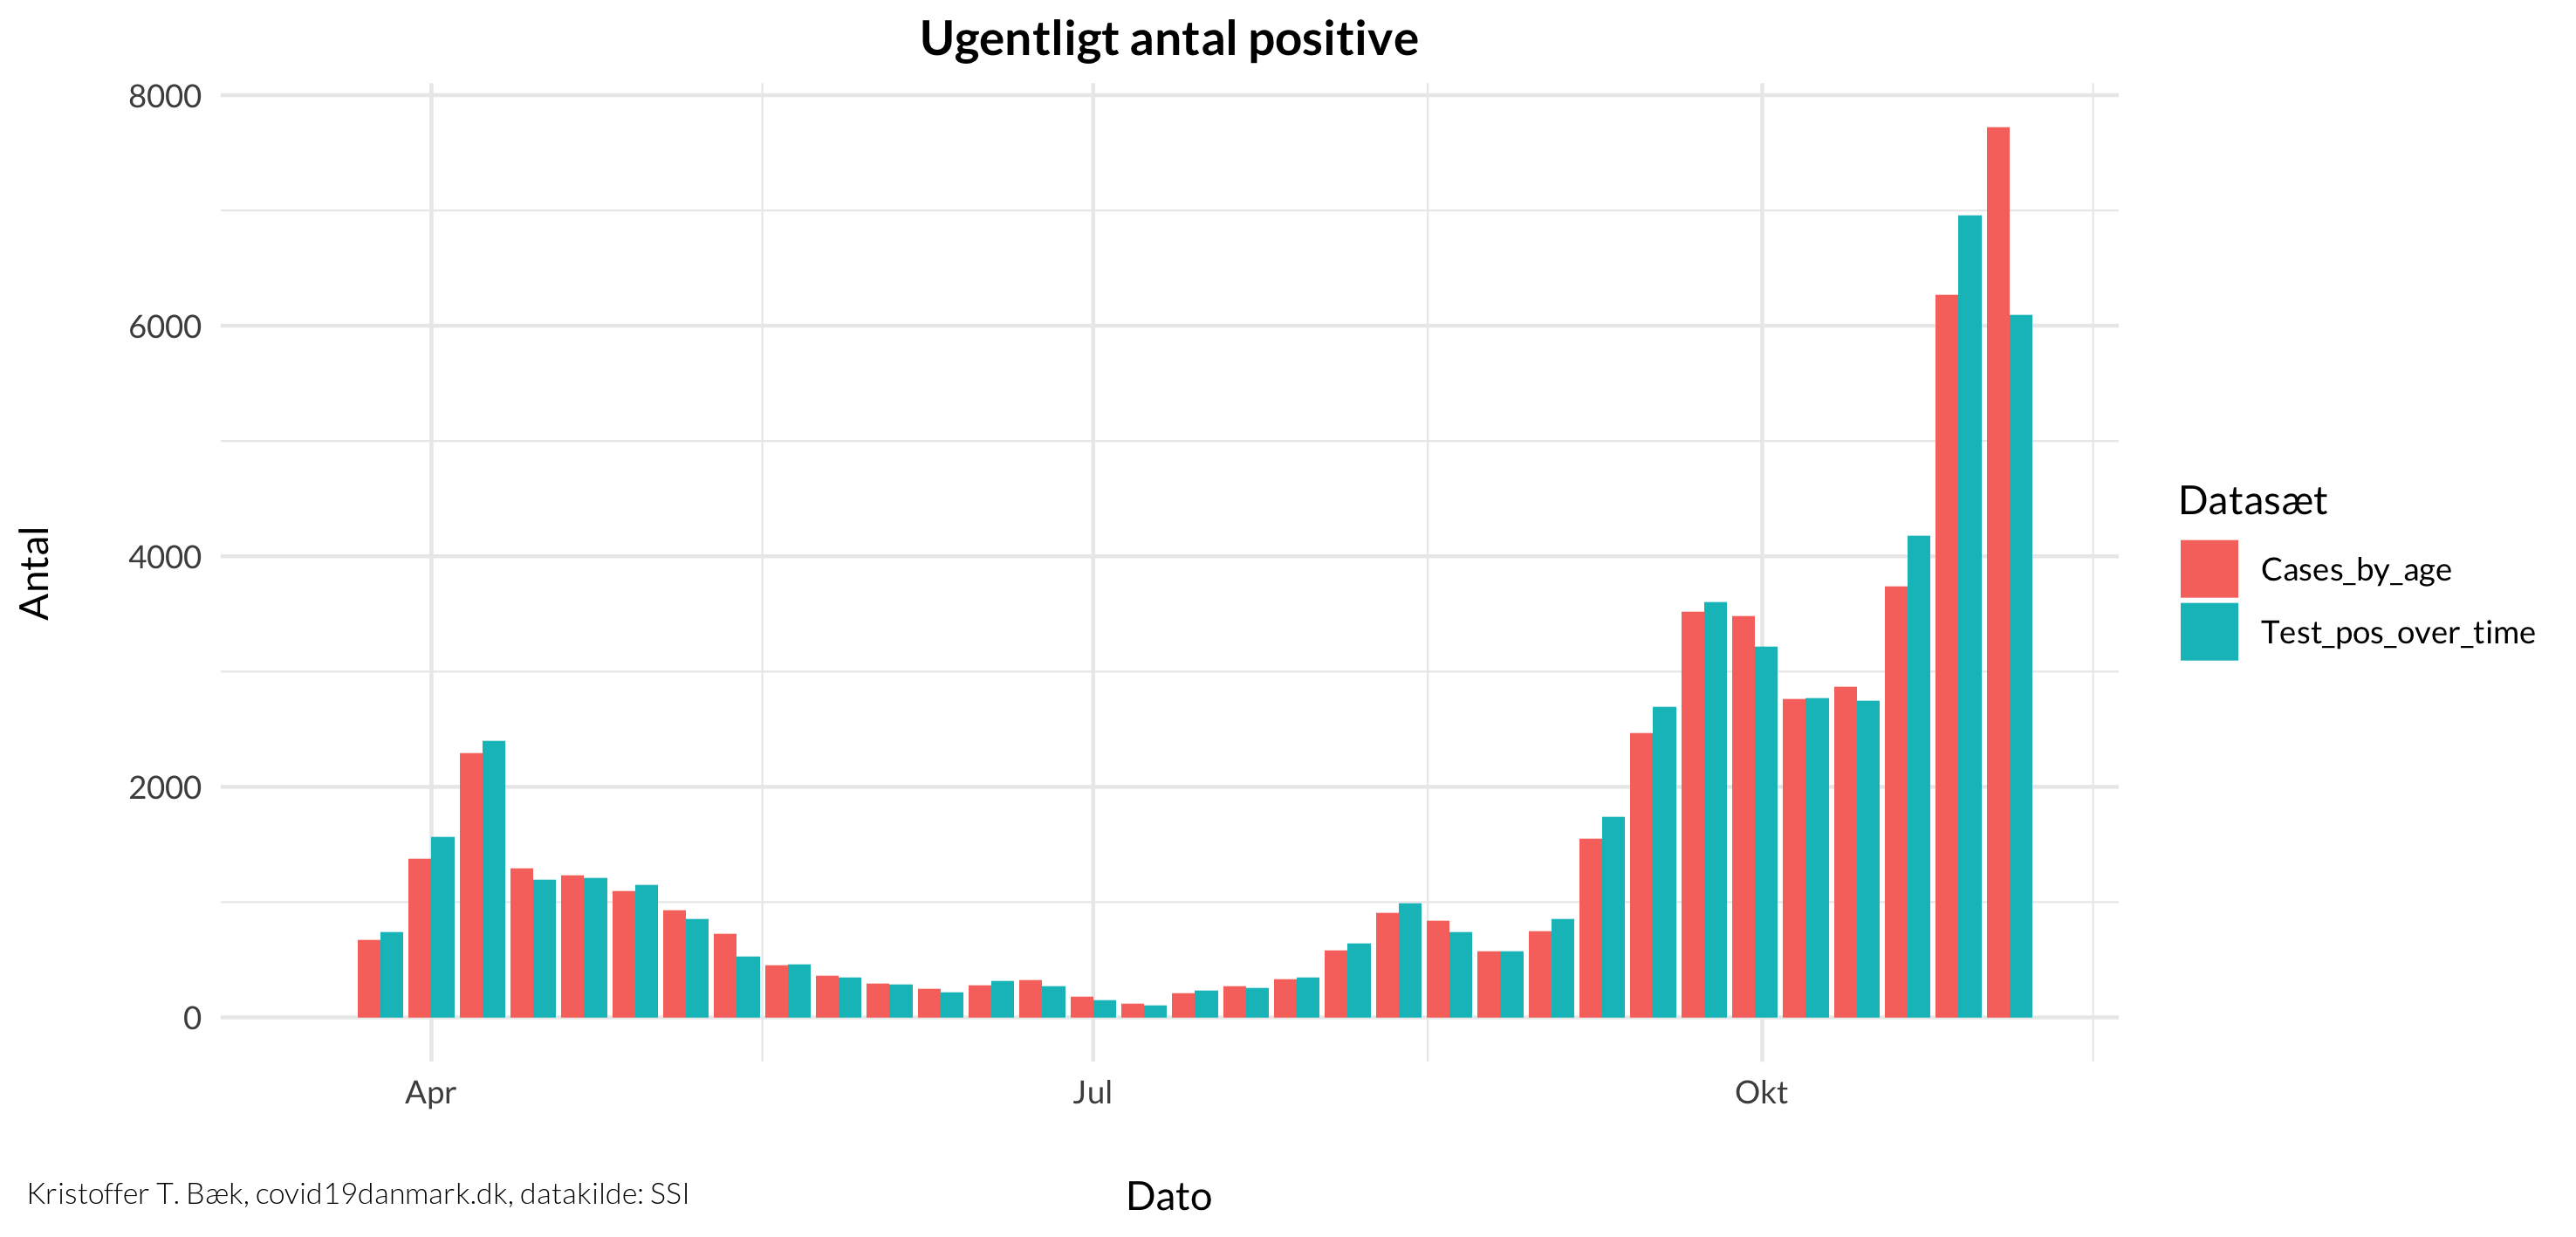 Ugentligt antal positive
8000
6000
4000
2000
0
Antal
Apr
Jul
Okt
Dato
Datasæt
Cases_by_age
Test_pos_over_time
Kristoffer T. Bæk, covid19danmark.dk, datakilde: SSI